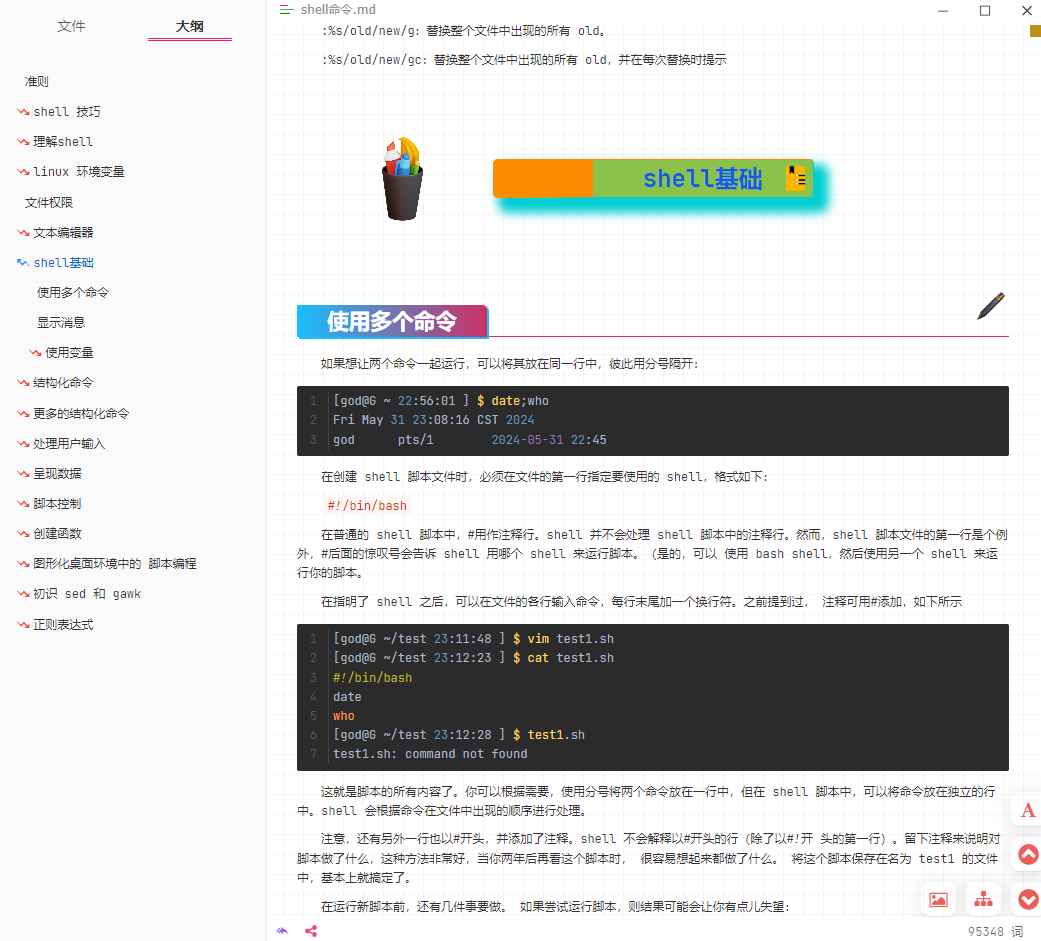 文件
大纲
准则
shell 技巧
理解shell
linux 环境变量
文件权限
文本编辑器
shell基础
使用多个命令
显示消息
使用变量
结构化命令
更多的结构化命令
处理用户输入
呈现数据
脚本控制
创建函数
图形化桌面环境中的 脚本编程
初识 sed 和 gawk
正则表达式
shell命令.md
:%s/old/new/g：替换整个文件中出现的所有 old。
:%s/old/new/gc：替换整个文件中出现的所有 old，并在每次替换时提示
shell基础
使用多个命令
如果想让两个命令一起运行，可以将其放在同一行中，彼此用分号隔开：
1 [god@G ~ 22:56:01 ] $ date;who
2 Fri May 31 23:08:16 CST 2024
3 god      pts/1        2024-05-31 22:45
在创建 shell 脚本文件时，必须在文件的第一行指定要使用的 shell，格式如下：
#!/bin/bash
在普通的 shell 脚本中，#用作注释行。shell 并不会处理 shell 脚本中的注释行。然而，shell 脚本文件的第一行是个例
外，#后面的惊叹号会告诉 shell 用哪个 shell 来运行脚本。（是的，可以 使用 bash shell，然后使用另一个 shell 来运
行你的脚本。
在指明了 shell 之后，可以在文件的各行输入命令，每行末尾加一个换行符。之前提到过， 注释可用#添加，如下所示
1 [god@G ~/test 23:11:48 ] $ vim test1.sh
2 [god@G ~/test 23:12:23 ] $ cat test1.sh
3 #!/bin/bash
4 date
5 who
6 [god@G ~/test 23:12:28 ] $ test1.sh
7 test1.sh: command not found
这就是脚本的所有内容了。你可以根据需要，使用分号将两个命令放在一行中，但在 shell 脚本中，可以将命令放在独立的行
中。shell 会根据命令在文件中出现的顺序进行处理。
注意，还有另外一行也以#开头，并添加了注释。shell 不会解释以#开头的行（除了以#!开 头的第一行）。留下注释来说明对
脚本做了什么，这种方法非常好，当你两年后再看这个脚本时， 很容易想起来都做了什么。 将这个脚本保存在名为 test1 的文件
中，基本上就搞定了。
在运行新脚本前，还有几件事要做。 如果尝试运行脚本，则结果可能会让你有点儿失望：
A
95348 词